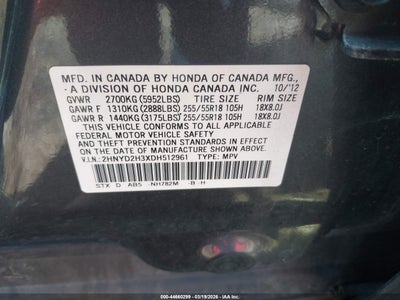 MFD. IN CANADA BY HONDA OF CANADA MFG.,
A DIVISION OF HONDA CANADA INC. 10/'12
GVWR 2700KG (5952LBS) TIRE SIZE RIM SIZE
GAWR F 1310KG (2888LBS) 255/55R18 105H 18X8.0J
GAWR R 1440KG (3175LBS) 255/55R18 105H 18X8.0J
THIS VEHICLE CONFORMS TO ALL APPLICABLE
FEDERAL MOTOR VEHICLE SAFETY
AND THEFT PREVENTION STANDARDS IN EFFECT
ON THE DATE OF MANUFACTURE SHOWN ABOVE.
V.I.N.: 2HNYD2H3XDH512961 TYPE: MPV
STX D AB5 NH782M B H
000-44660299 - 03/19/2026 - © IAA Inc.